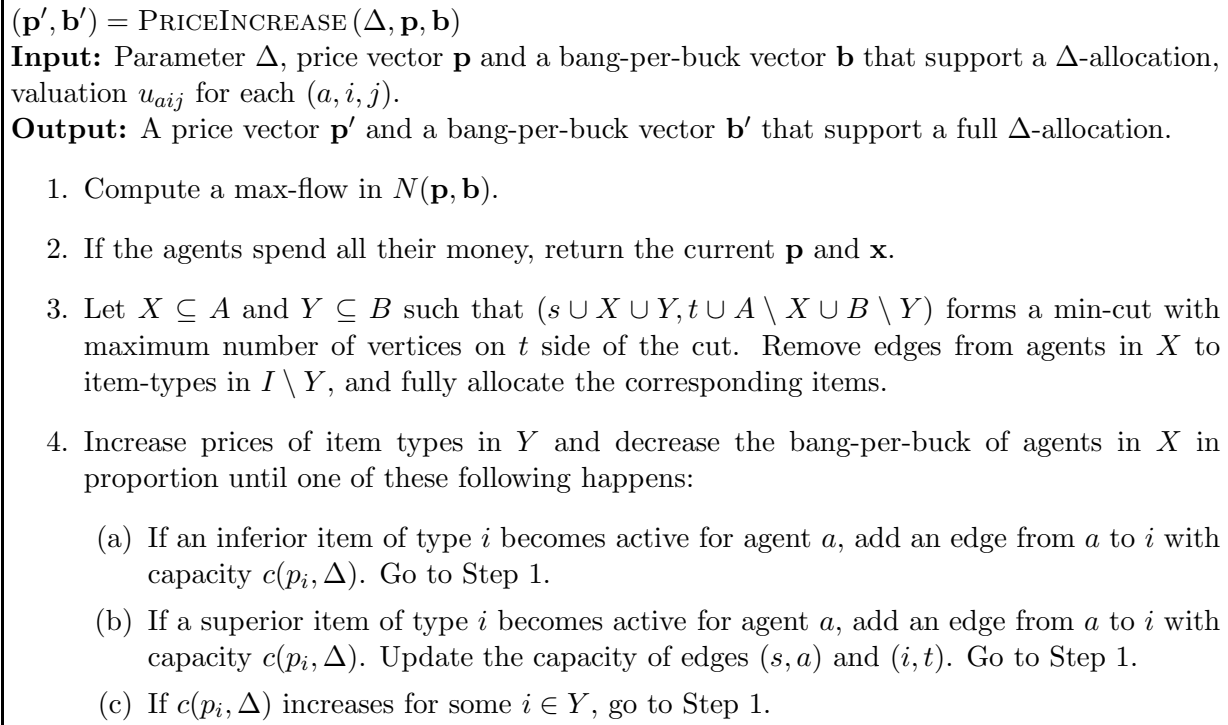 (p′, b′) = PRICEINCREASE (Δ, p, b)
Input: Parameter Δ, price vector p and a bang-per-buck vector b that support a Δ-allocation,
valuation u_{aij} for each (a, i, j).
Output: A price vector p′ and a bang-per-buck vector b′ that support a full Δ-allocation.
1. Compute a max-flow in N(p, b).
2. If the agents spend all their money, return the current p and x.
3. Let X ⊆ A and Y ⊆ B such that (s ∪ X ∪ Y, t ∪ A \ X ∪ B \ Y) forms a min-cut with
maximum number of vertices on t side of the cut. Remove edges from agents in X to
item-types in I \ Y, and fully allocate the corresponding items.
4. Increase prices of item types in Y and decrease the bang-per-buck of agents in X in
proportion until one of these following happens:
(a) If an inferior item of type i becomes active for agent a, add an edge from a to i with
capacity c(p_i, Δ). Go to Step 1.
(b) If a superior item of type i becomes active for agent a, add an edge from a to i with
capacity c(p_i, Δ). Update the capacity of edges (s, a) and (i, t). Go to Step 1.
(c) If c(p_i, Δ) increases for some i ∈ Y, go to Step 1.